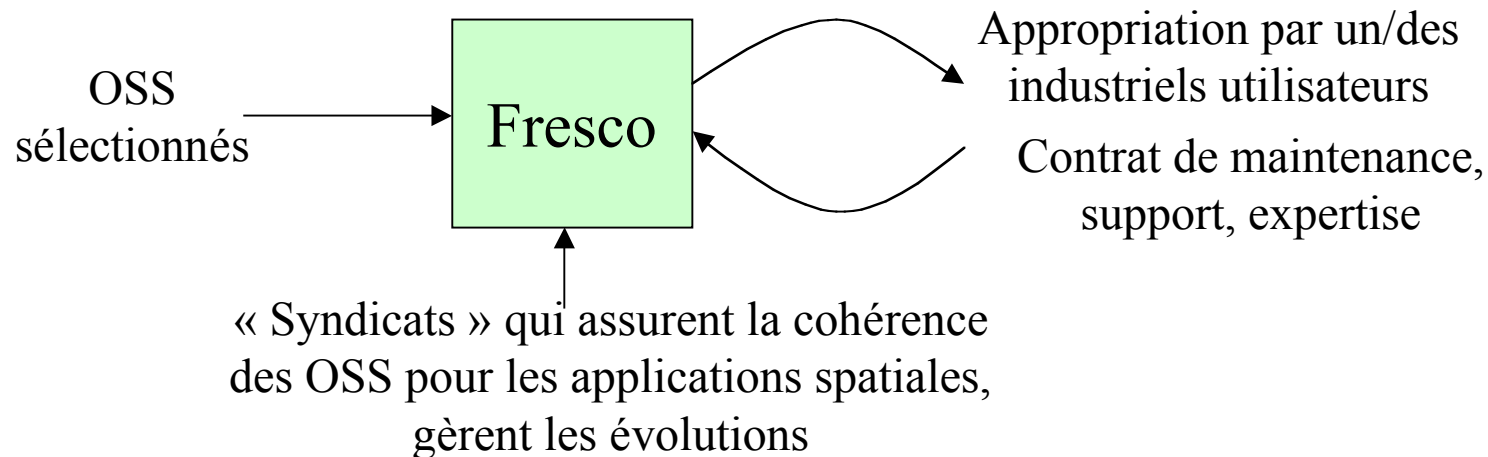 OSS
sélectionnés
Fresco
Appropriation par un/des
industriels utilisateurs
Contrat de maintenance,
support, expertise
« Syndicats » qui assurent la cohérence
des OSS pour les applications spatiales,
gèrent les évolutions